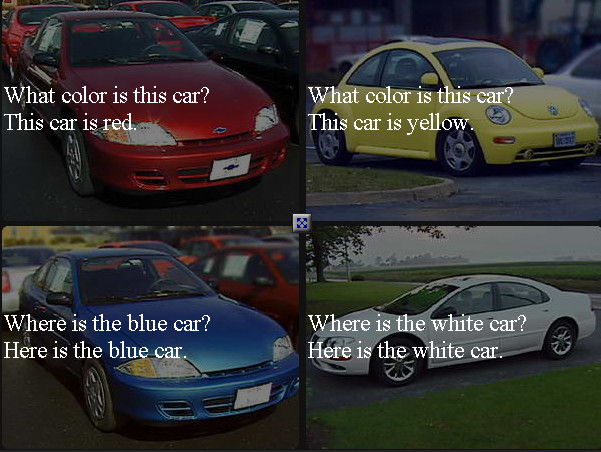 What color is this car?
This car is red.
What color is this car?
This car is yellow.
Where is the blue car?
Here is the blue car.
Where is the white car?
Here is the white car.